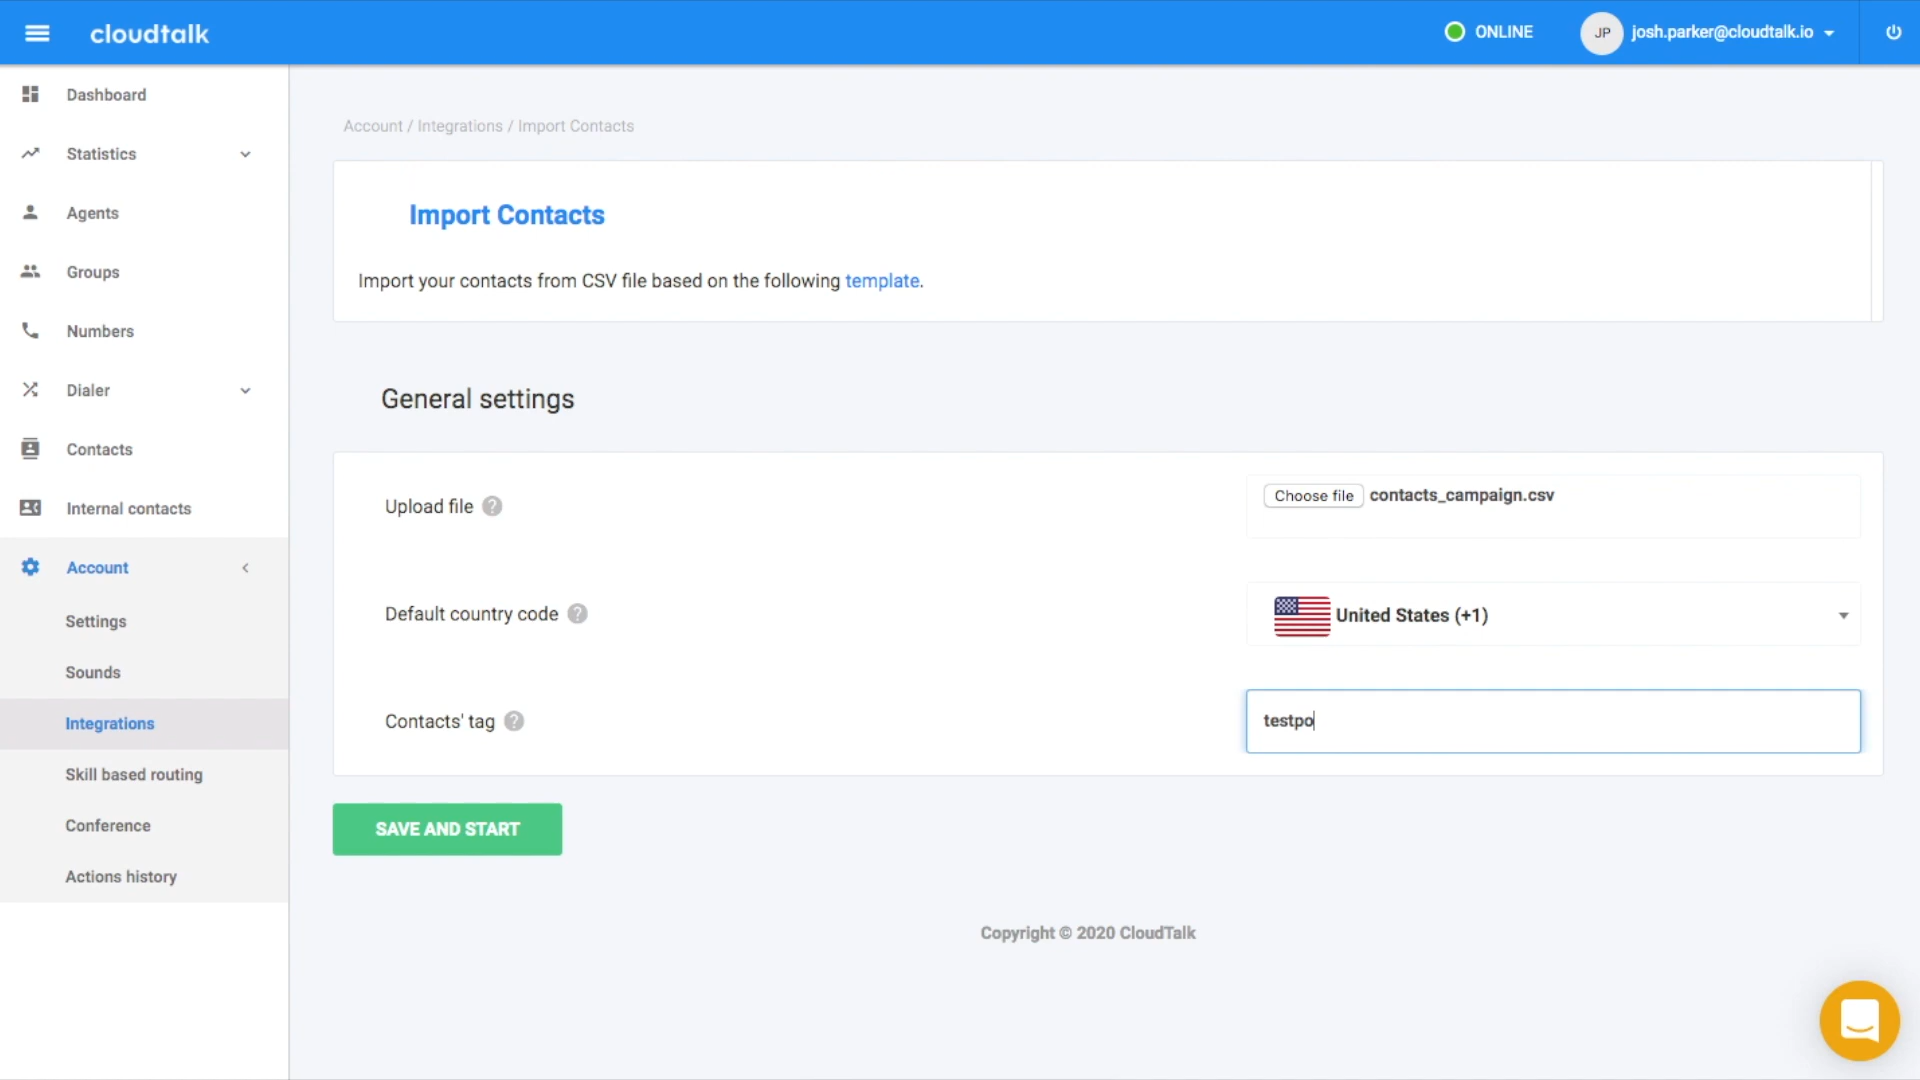 cloudtalk
ONLINE
JP
josh.parker@cloudtalk.io
Dashboard
Statistics
Agents
Groups
Numbers
Dialer
Contacts
Internal contacts
Account
Settings
Sounds
Integrations
Skill based routing
Conference
Actions history
Account / Integrations / Import Contacts
Import Contacts
Import your contacts from CSV file based on the following template.
General settings
Upload file ?
Choose file contacts_campaign.csv
Default country code ?
United States (+1)
Contacts' tag ?
testpo
SAVE AND START
Copyright © 2020 CloudTalk